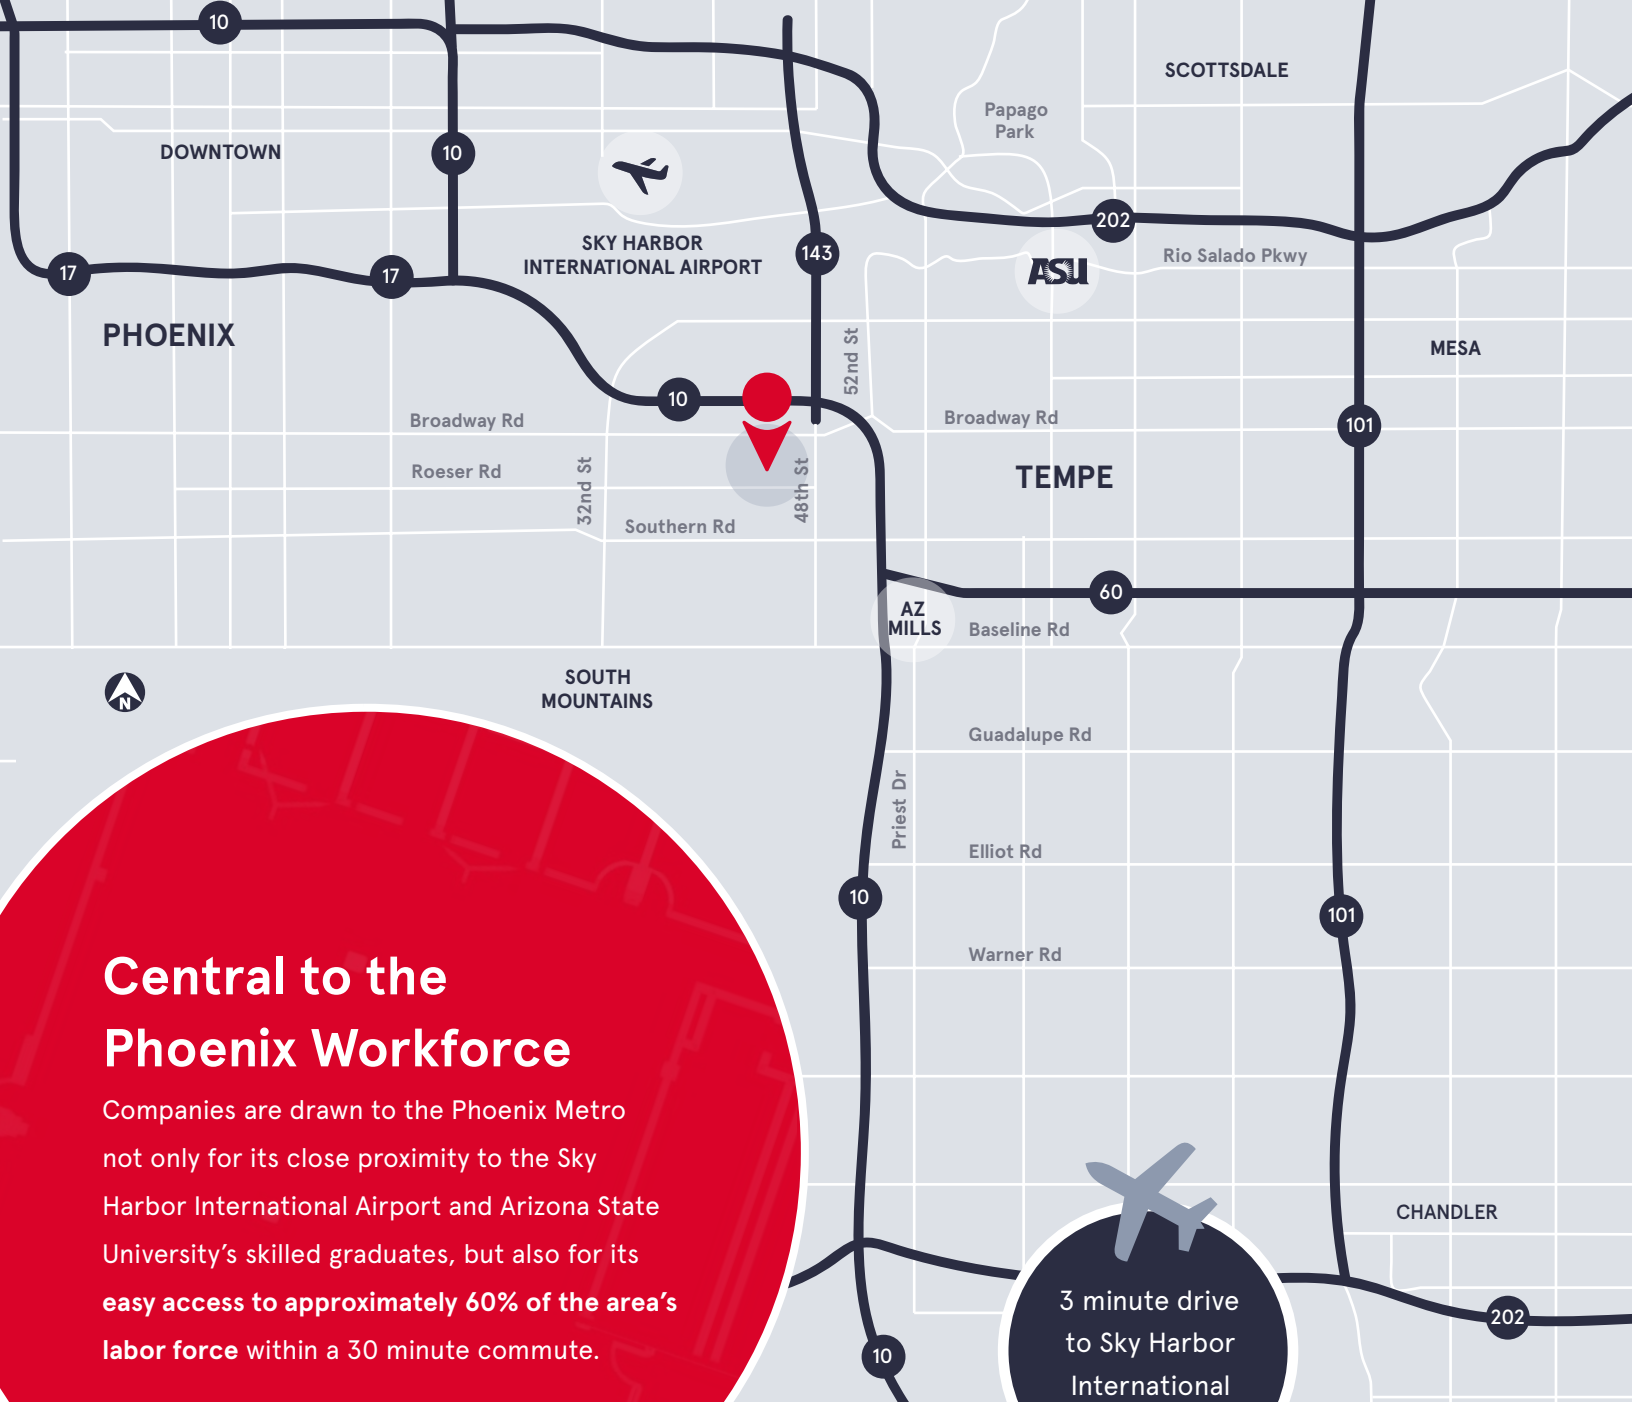 10
SCOTTSDALE
Papago
Park
DOWNTOWN
10
202
SKY HARBOR
INTERNATIONAL AIRPORT
143
Rio Salado Pkwy
17
17
ASU
PHOENIX
52nd St
MESA
10
Broadway Rd
Broadway Rd
101
Roeser Rd
32nd St
48th St
TEMPE
Southern Rd
60
AZ
MILLS
Baseline Rd
N
SOUTH
MOUNTAINS
Guadalupe Rd
Priest Dr
Elliot Rd
10
101
Warner Rd
Central to the
Phoenix Workforce
Companies are drawn to the Phoenix Metro
not only for its close proximity to the Sky
Harbor International Airport and Arizona State
University’s skilled graduates, but also for its
easy access to approximately 60% of the area’s
labor force within a 30 minute commute.
CHANDLER
202
10
3 minute drive
to Sky Harbor
International